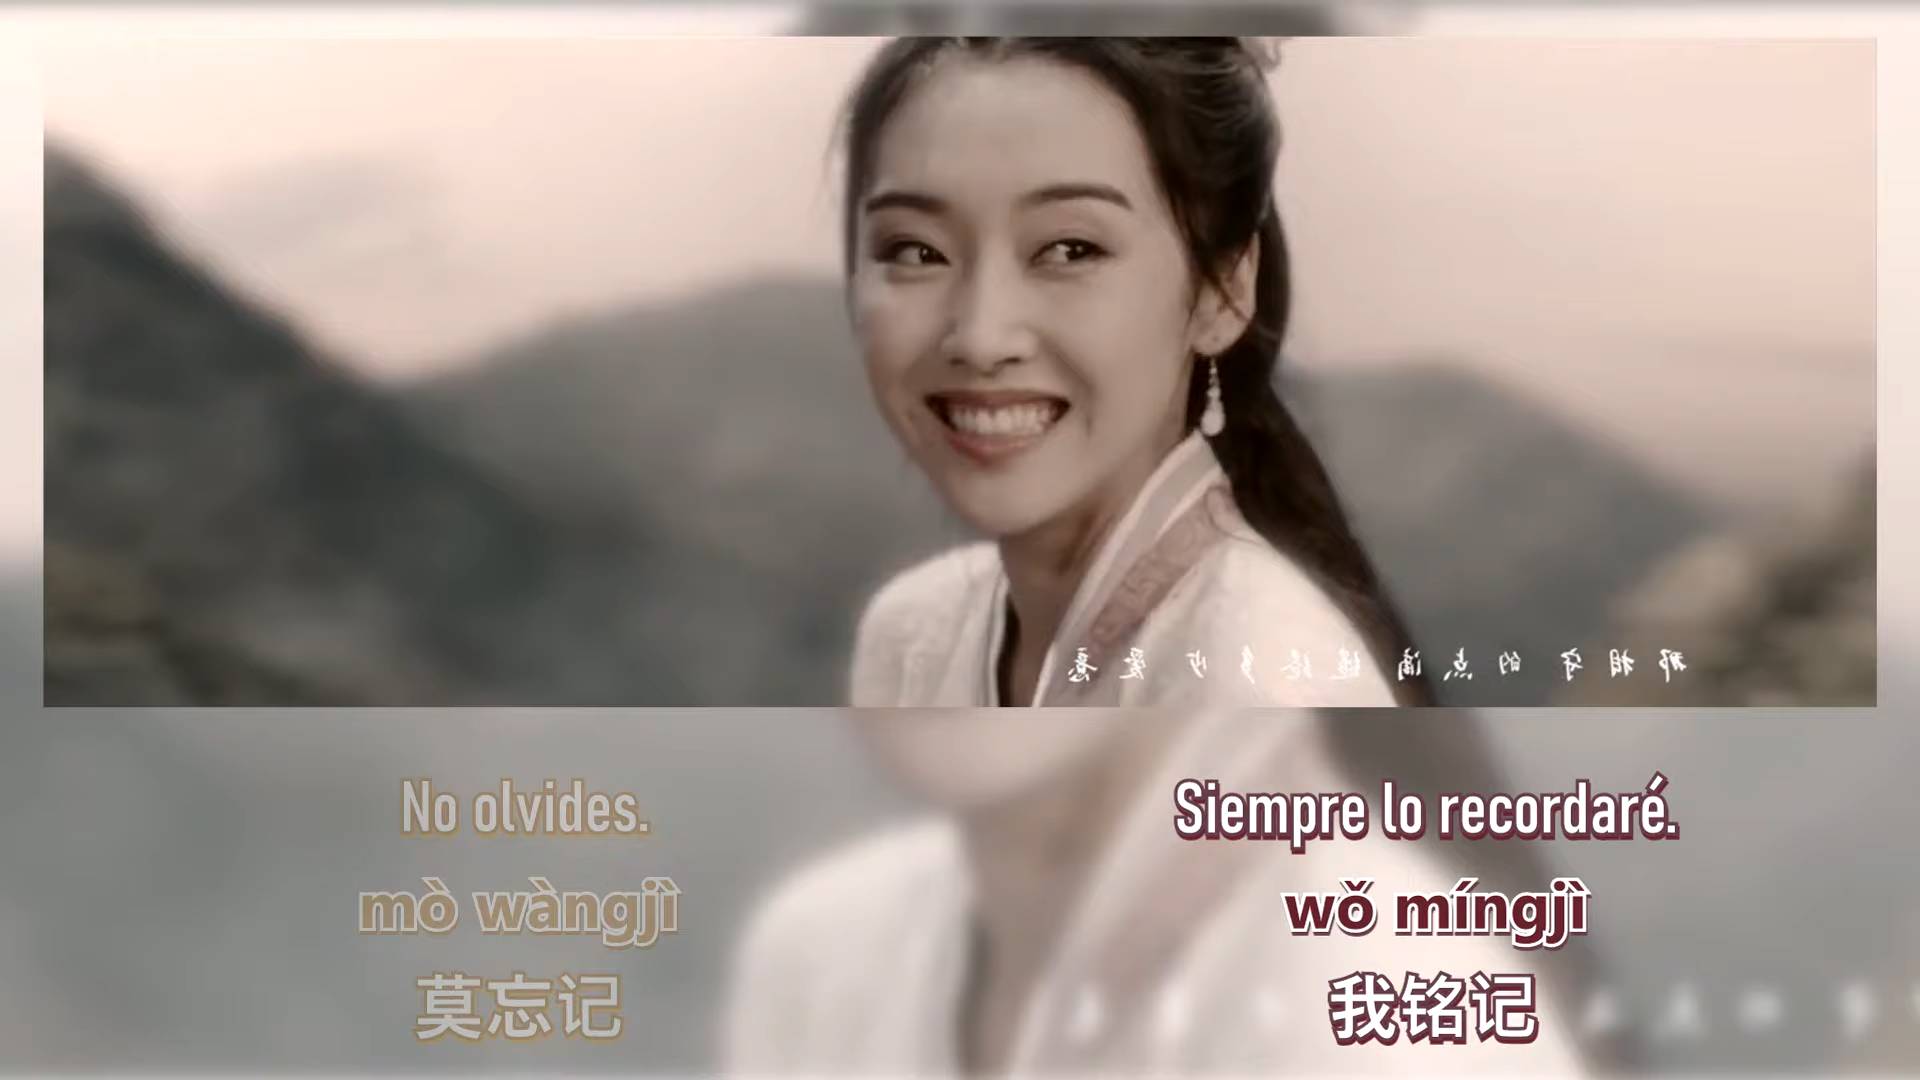 No olvides.
mò wàngjì
莫忘记
Siempre lo recordaré.
wǒ míngjì
我铭记